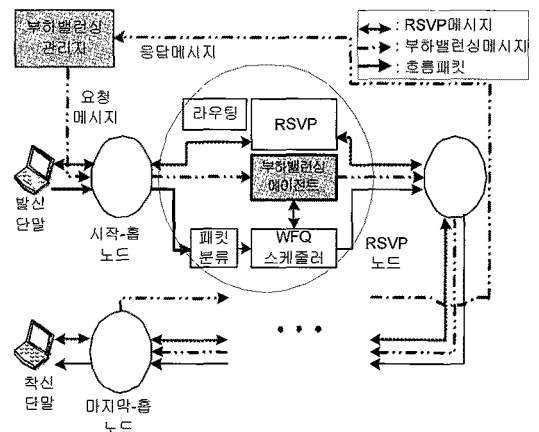 부하밸런싱
관리자
응답메시지
: RSVP메시지
: 부하밸런싱메시지
: 흐름패킷
요청
메시지
라우팅
RSVP
부하밸런싱
에이전트
발신
단말
시작-홉
노드
패킷
분류
WFQ
스케줄러
RSVP
노드
착신
단말
마지막-홉
노드